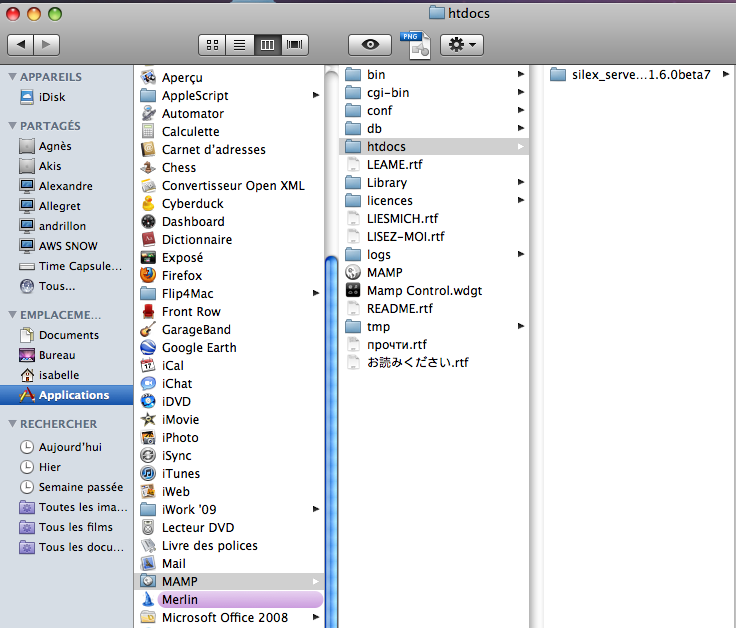 htdocs
PNG
APPAREILS
iDisk
PARTAGÉS
Agnès
Akis
Alexandre
Allegret
andrillon
AWS SNOW
Time Capsule...
Tous...
EMPLACEME...
Documents
Bureau
isabelle
Applications
RECHERCHER
Aujourd'hui
Hier
Semaine passée
Toutes les ima...
Tous les films
Tous les docu...
Aperçu
AppleScript
Automator
Calculette
Carnet d'adresses
Chess
Convertisseur Open XML
Cyberduck
Dashboard
Dictionnaire
Exposé
Firefox
Flip4Mac
Front Row
GarageBand
Google Earth
iCal
iChat
iDVD
iMovie
iPhoto
iSync
iTunes
iWeb
iWork '09
Lecteur DVD
Livre des polices
Mail
MAMP
Merlin
Microsoft Office 2008
bin
cgi-bin
conf
db
htdocs
LEAME.rtf
Library
licences
LIESMICH.rtf
LISEZ-MOI.rtf
logs
MAMP
Mamp Control.wdgt
README.rtf
tmp
прочти.rtf
お読みください.rtf
silex_serve...1.6.0beta7